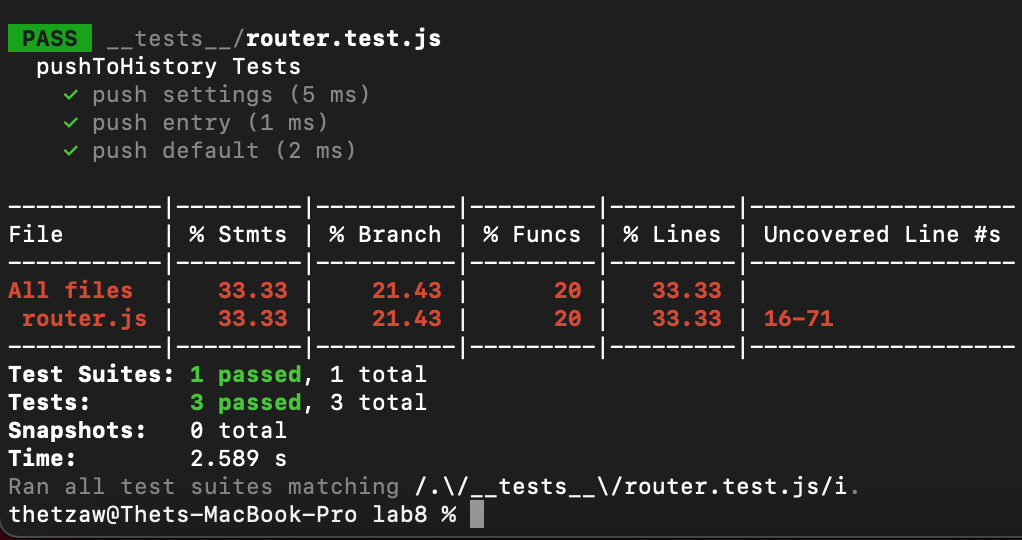 PASS __tests__/router.test.js
pushToHistory Tests
✓ push settings (5 ms)
✓ push entry (1 ms)
✓ push default (2 ms)
-----------|---------|----------|---------|---------|-------------------
File       | % Stmts | % Branch | % Funcs | % Lines | Uncovered Line #s
-----------|---------|----------|---------|---------|-------------------
All files  |   33.33 |    21.43 |      20 |   33.33 |
 router.js |   33.33 |    21.43 |      20 |   33.33 | 16-71
-----------|---------|----------|---------|---------|-------------------
Test Suites: 1 passed, 1 total
Tests:       3 passed, 3 total
Snapshots:   0 total
Time:        2.589 s
Ran all test suites matching /.\/__tests__\/router.test.js/i.
thetzaw@Thets-MacBook-Pro lab8 %